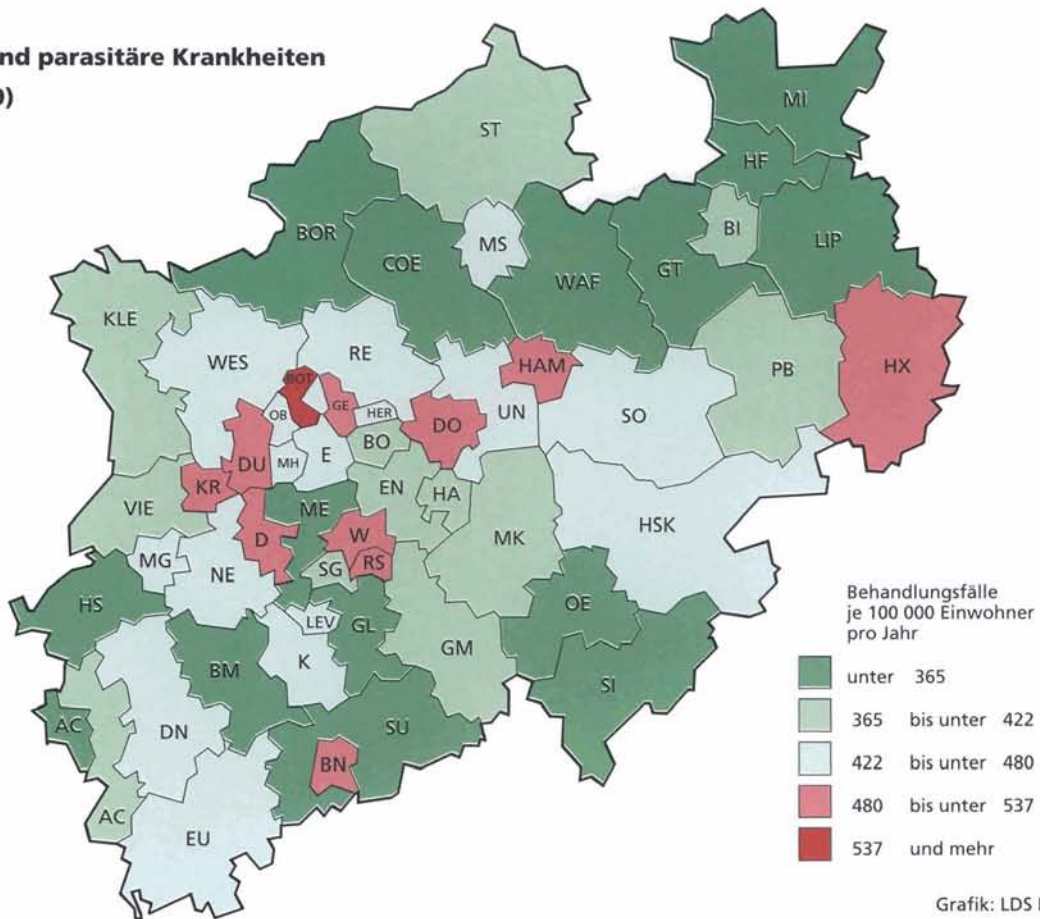 nd parasitäre Krankheiten
)
MI
ST
HF
BI
LIP
BOR
MS
COE
WAF
GT
KLE
RE
WES
HAM
PB
HX
BOT
GE
HER
UN
SO
OB
DO
BO
E
DU
MH
KR
EN
HA
VIE
ME
HSK
D
W
MK
MG
NE
SG
RS
HS
OE
LEV
GL
K
GM
BM
SI
AC
DN
SU
BN
AC
EU
Behandlungsfälle
je 100 000 Einwohner
pro Jahr
unter 365
365 bis unter 422
422 bis unter 480
480 bis unter 537
537 und mehr
Grafik: LDS